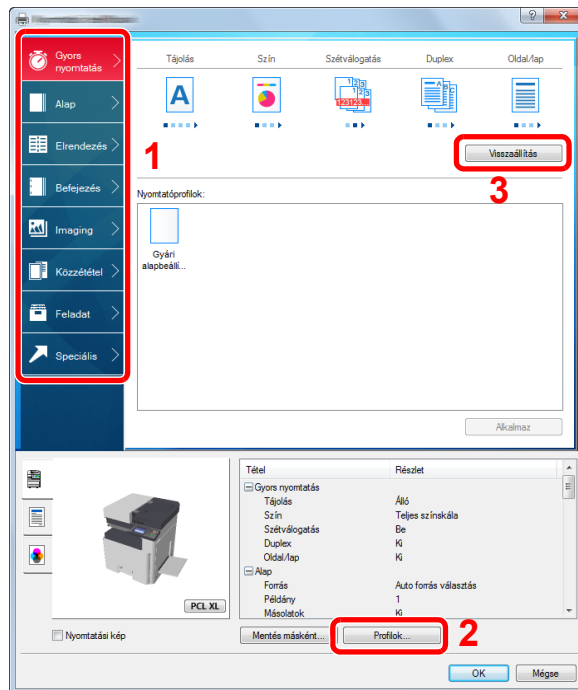 Gyors nyomtatás
Alap
Elrendezés
Befejezés
Imaging
Közzététel
Feladat
Speciális
1
Tájolás Szín Szétválogatás Duplex Oldal/lap
A
123
123
123123...
A B C
Visszaállítás
3
Nyomtatóprofilok:
Gyári
alapbeállí...
Alkalmaz
Tétel Részlet
Gyors nyomtatás
Tájolás Álló
Szín Teljes színskála
Szétválogatás Be
Duplex Ki
Oldal/lap Ki
Alap
Forrás Auto forrás választás
Példány 1
Másolatok Ki
PCL XL
Nyomtatási kép
Mentés másként... Profilok... 2
OK Mégse